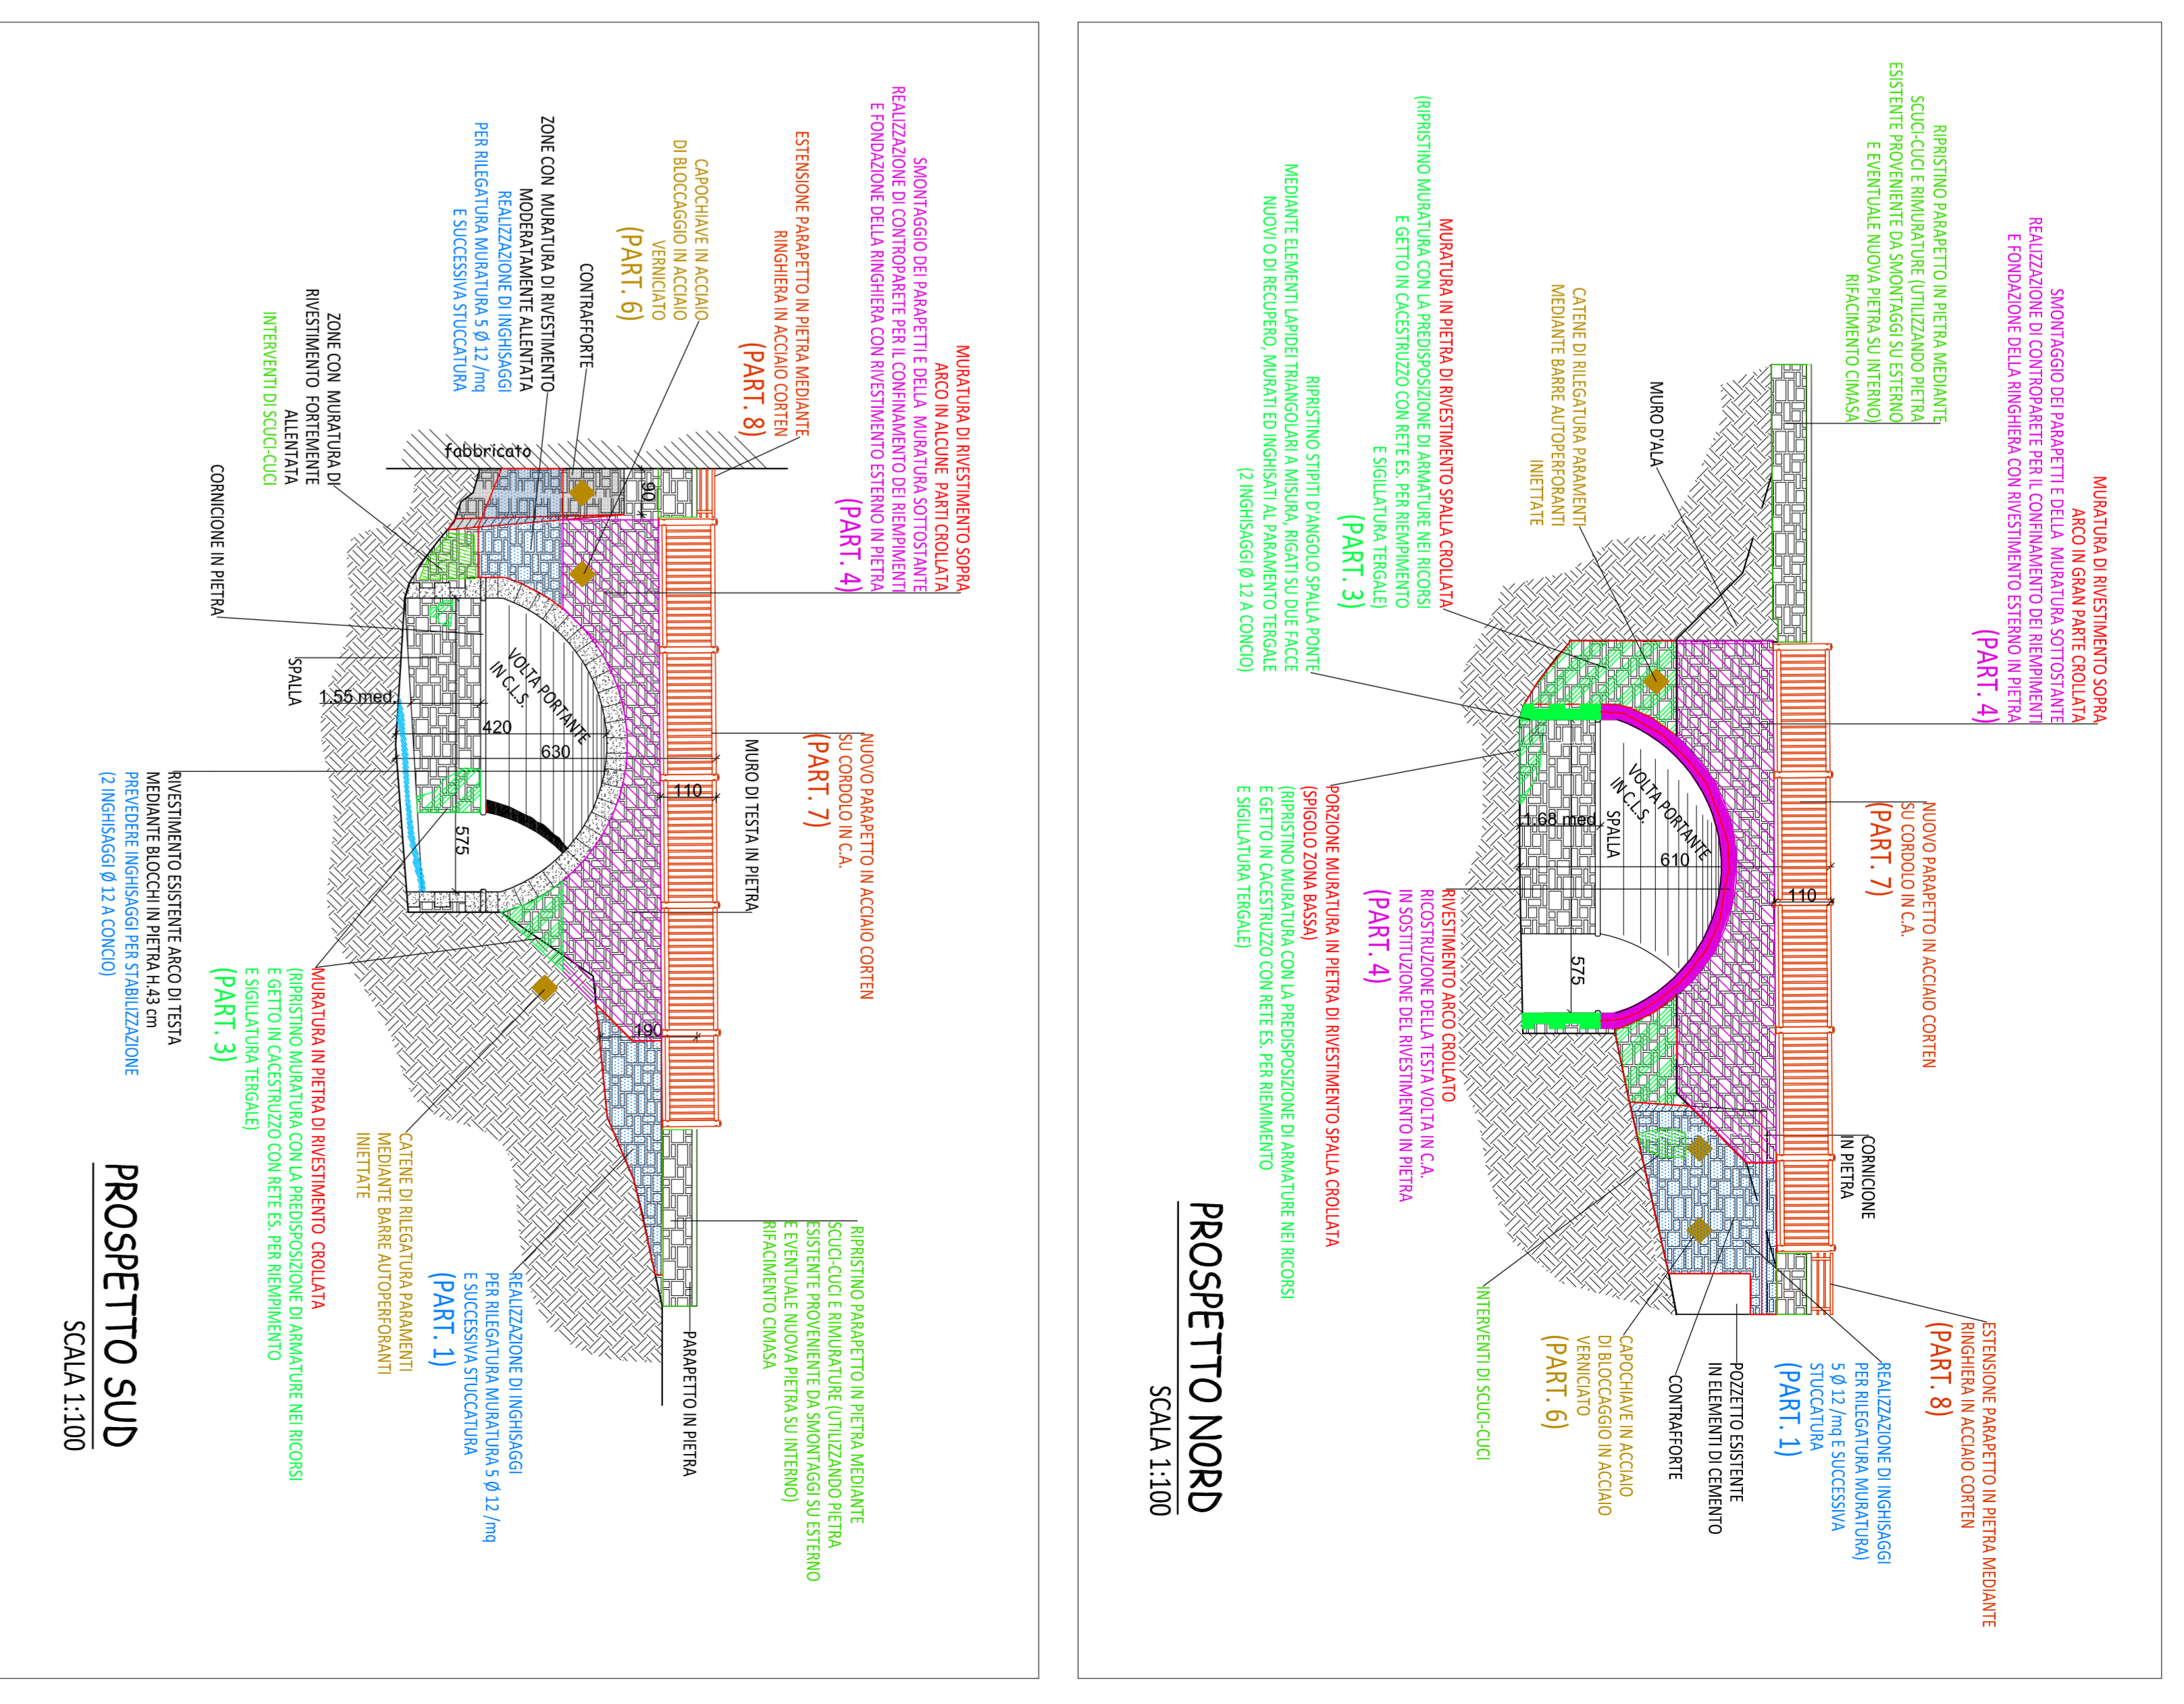 MURATURA DI RIVESTIMENTO SOPRA
ARCO IN GRAN PARTE CROLLATA
SMONTAGGIO DEI PARAPETTI E DELLA MURATURA SOTTOSTANTE
REALIZZAZIONE DI CONTROPARETE PER IL CONFINAMENTO DEI RIEMPIMENTI
E FONDAZIONE DELLA RINGHIERA CON RIVESTIMENTO ESTERNO IN PIETRA
(PART. 4)
RIPRISTINO PARAPETTO IN PIETRA MEDIANTE
SCUCI-CUCI E RIMURATURE (UTILIZZANDO PIETRA
ESISTENTE PROVENIENTE DA SMONTAGGI SU ESTERNO
E EVENTUALE NUOVA PIETRA SU INTERNO)
RIFACIMENTO CIMASA
NUOVO PARAPETTO IN ACCIAIO CORTEN
SU CORDOLO IN C.A.
(PART. 7)
ESTENSIONE PARAPETTO IN PIETRA MEDIANTE
RINGHIERA IN ACCIAIO CORTEN
(PART. 8)
MURO D'ALA
CATENE DI RILEGATURA PARAMENTI
MEDIANTE BARRE AUTOPERFORANTI
INIETTATE
MURATURA IN PIETRA DI RIVESTIMENTO SPALLA CROLLATA
(RIPRISTINO MURATURA CON LA PREDISPOSIZIONE DI ARMATURE NEI RICORSI
E GETTO IN CACESTRUZZO CON RETE ES. PER RIEMPIMENTO
E SIGILLATURA TERGALE)
(PART. 3)
RIPRISTINO STIPITI D'ANGOLO SPALLA PONTE
MEDIANTE ELEMENTI LAPIDEI TRIANGOLARI A MISURA, RIGATI SU DUE FACCE
NUOVI O DI RECUPERO, MURATI ED INGHISATI AL PARAMENTO TERGALE
(2 INGHISAGGI Ø 12 A CONCIO)
110
VOLTA PORTANTE
IN C.L.S.
610
SPALLA
1.68 med.
575
CORNICIONE
IN PIETRA
REALIZZAZIONE DI INGHISAGGI
PER RILEGATURA MURATURA)
5 Ø 12 /mq E SUCCESSIVA
STUCCATURA
(PART. 1)
POZZETTO ESISTENTE
IN ELEMENTI DI CEMENTO
CONTRAFFORTE
CAPOCHIAVE IN ACCIAIO
DI BLOCCAGGIO IN ACCIAIO
VERNICIATO
(PART. 6)
INTERVENTI DI SCUCI-CUCI
RIVESTIMENTO ARCO CROLLATO
RICOSTRUZIONE DELLA TESTA VOLTA IN C.A.
IN SOSTITUZIONE DEL RIVESTIMENTO IN PIETRA
(PART. 4)
PORZIONE MURATURA IN PIETRA DI RIVESTIMENTO SPALLA CROLLATA
(SPIGOLO ZONA BASSA)
(RIPRISTINO MURATURA CON LA PREDISPOSIZIONE DI ARMATURE NEI RICORSI
E GETTO IN CACESTRUZZO CON RETE ES. PER RIEMIMENTO
E SIGILLATURA TERGALE)
PROSPETTO NORD
SCALA 1:100
MURATURA DI RIVESTIMENTO SOPRA
ARCO IN ALCUNE PARTI CROLLATA
SMONTAGGIO DEI PARAPETTI E DELLA MURATURA SOTTOSTANTE
REALIZZAZIONE DI CONTROPARETE PER IL CONFINAMENTO DEI RIEMPIMENTI
E FONDAZIONE DELLA RINGHIERA CON RIVESTIMENTO ESTERNO IN PIETRA
(PART. 4)
ESTENSIONE PARAPETTO IN PIETRA MEDIANTE
RINGHIERA IN ACCIAIO CORTEN
(PART. 8)
CAPOCHIAVE IN ACCIAIO
DI BLOCCAGGIO IN ACCIAIO
VERNICIATO
(PART. 6)
CONTRAFFORTE
ZONE CON MURATURA DI RIVESTIMENTO
MODERATAMENTE ALLENTATA
REALIZZAZIONE DI INGHISAGGI
PER RILEGATURA MURATURA 5 Ø 12 /mq
E SUCCESSIVA STUCCATURA
ZONE CON MURATURA DI
RIVESTIMENTO FORTEMENTE
ALLENTATA
INTERVENTI DI SCUCI-CUCI
CORNICIONE IN PIETRA
SPALLA
fabbricato
90
VOLTA PORTANTE
IN C.L.S.
1.55 med.
420
630
110
575
190
NUOVO PARAPETTO IN ACCIAIO CORTEN
SU CORDOLO IN C.A.
(PART. 7)
MURO DI TESTA IN PIETRA
RIPRISTINO PARAPETTO IN PIETRA MEDIANTE
SCUCI-CUCI E RIMURATURE (UTILIZZANDO PIETRA
ESISTENTE PROVENIENTE DA SMONTAGGI SU ESTERNO
E EVENTUALE NUOVA PIETRA SU INTERNO)
RIFACIMENTO CIMASA
PARAPETTO IN PIETRA
REALIZZAZIONE DI INGHISAGGI
PER RILEGATURA MURATURA 5 Ø 12 /mq
E SUCCESSIVA STUCCATURA
(PART. 1)
CATENE DI RILEGATURA PARAMENTI
MEDIANTE BARRE AUTOPERFORANTI
INIETTATE
MURATURA IN PIETRA DI RIVESTIMENTO CROLLATA
(RIPRISTINO MURATURA CON LA PREDISPOSIZIONE DI ARMATURE NEI RICORSI
E GETTO IN CACESTRUZZO CON RETE ES. PER RIEMPIMENTO
E SIGILLATURA TERGALE)
(PART. 3)
RIVESTIMENTO ESISTENTE ARCO DI TESTA
MEDIANTE BLOCCHI IN PIETRA H.43 cm
PREVEDERE INGHISAGGI PER STABILIZZAZIONE
(2 INGHISAGGI Ø 12 A CONCIO)
PROSPETTO SUD
SCALA 1:100